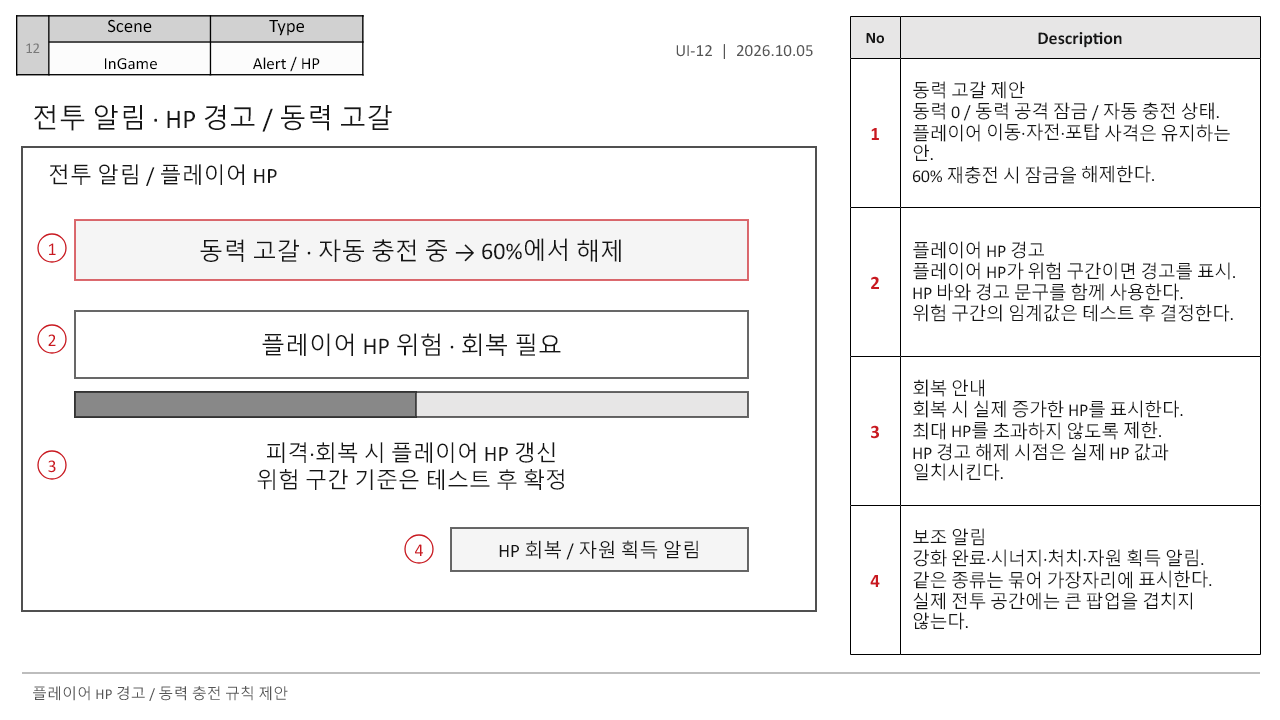 12
Scene
Type
InGame
Alert / HP
UI-12 | 2026.10.05
전투 알림 · HP 경고 / 동력 고갈
전투 알림 / 플레이어 HP
1
동력 고갈 · 자동 충전 중 → 60%에서 해제
2
플레이어 HP 위험 · 회복 필요
3
피격·회복 시 플레이어 HP 갱신
위험 구간 기준은 테스트 후 확정
4
HP 회복 / 자원 획득 알림
No
Description
1
동력 고갈 제안
동력 0 / 동력 공격 잠금 / 자동 충전 상태.
플레이어 이동·자전·포탑 사격은 유지하는
안.
60% 재충전 시 잠금을 해제한다.
2
플레이어 HP 경고
플레이어 HP가 위험 구간이면 경고를 표시.
HP 바와 경고 문구를 함께 사용한다.
위험 구간의 임계값은 테스트 후 결정한다.
3
회복 안내
회복 시 실제 증가한 HP를 표시한다.
최대 HP를 초과하지 않도록 제한.
HP 경고 해제 시점은 실제 HP 값과
일치시킨다.
4
보조 알림
강화 완료·시너지·처치·자원 획득 알림.
같은 종류는 묶어 가장자리에 표시한다.
실제 전투 공간에는 큰 팝업을 겹치지
않는다.
플레이어 HP 경고 / 동력 충전 규칙 제안